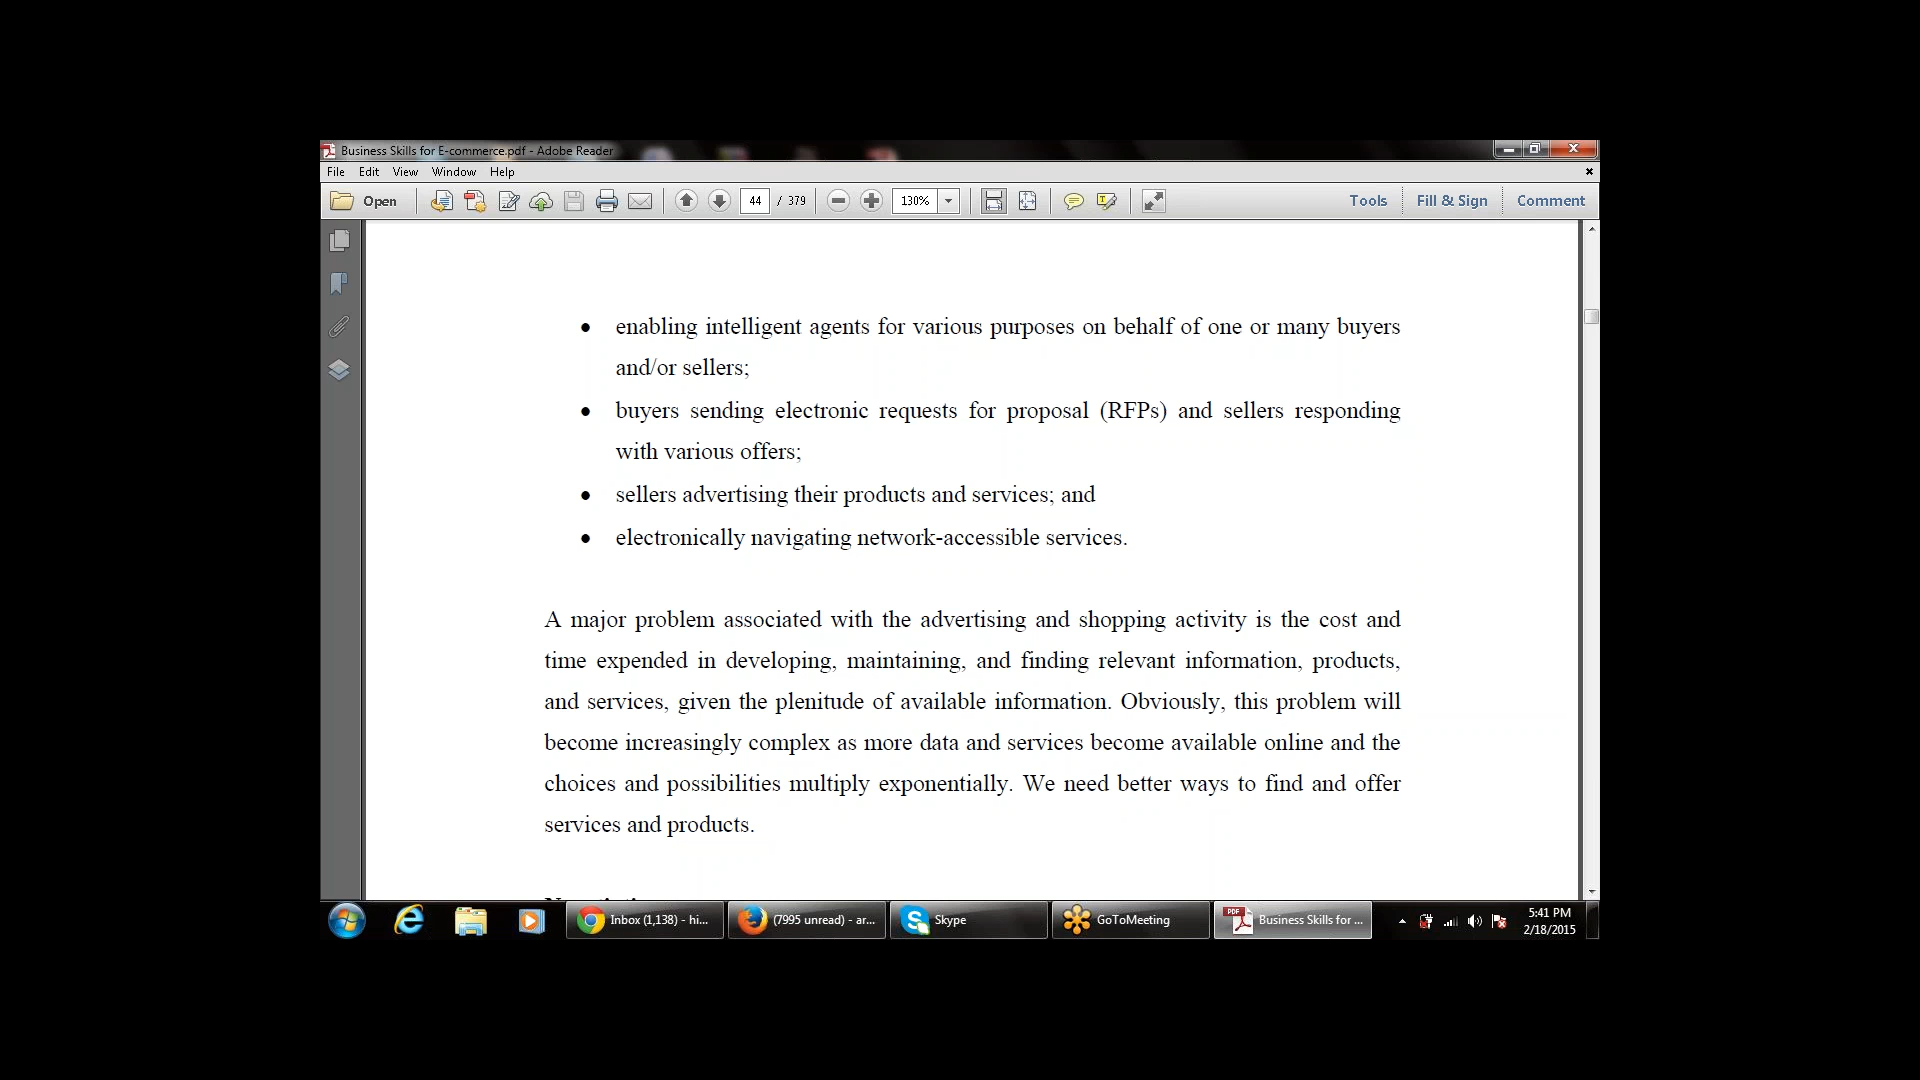 Business Skills for E-commerce.pdf - Adobe Reader
File Edit View Window Help
Open 44 / 379 130% Tools Fill & Sign Comment
• enabling intelligent agents for various purposes on behalf of one or many buyers
and/or sellers;
• buyers sending electronic requests for proposal (RFPs) and sellers responding
with various offers;
• sellers advertising their products and services; and
• electronically navigating network-accessible services.
A major problem associated with the advertising and shopping activity is the cost and
time expended in developing, maintaining, and finding relevant information, products,
and services, given the plenitude of available information. Obviously, this problem will
become increasingly complex as more data and services become available online and the
choices and possibilities multiply exponentially. We need better ways to find and offer
services and products.
Inbox (1,138) - hi... (7995 unread) - ar... Skype GoToMeeting PDF Business Skills for ... 5:41 PM
2/18/2015